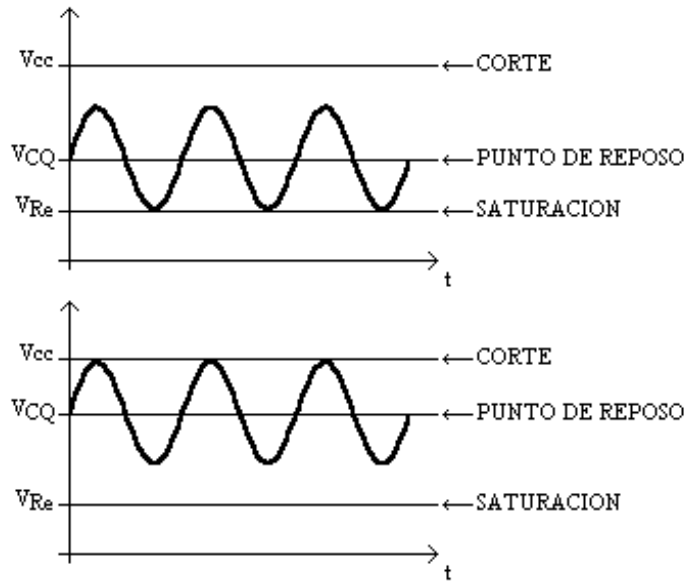 Vcc CORTE
VCQ PUNTO DE REPOSO
VRe SATURACION
t
Vcc CORTE
VCQ PUNTO DE REPOSO
VRe SATURACION
t